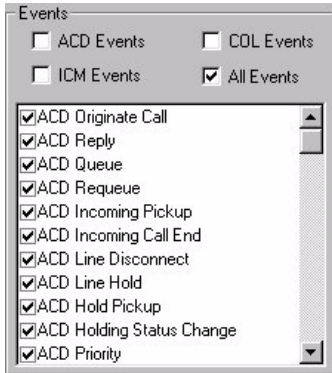 Events
ACD Events COL Events
ICM Events All Events
ACD Originate Call
ACD Reply
ACD Queue
ACD Requeue
ACD Incoming Pickup
ACD Incoming Call End
ACD Line Disconnect
ACD Line Hold
ACD Hold Pickup
ACD Holding Status Change
ACD Priority